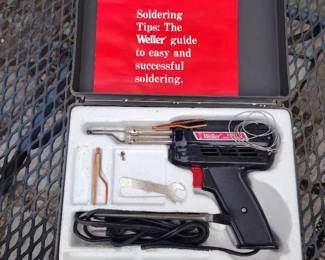 Soldering
Tips: The
Weller® guide
to easy and
successful
soldering.
Weller